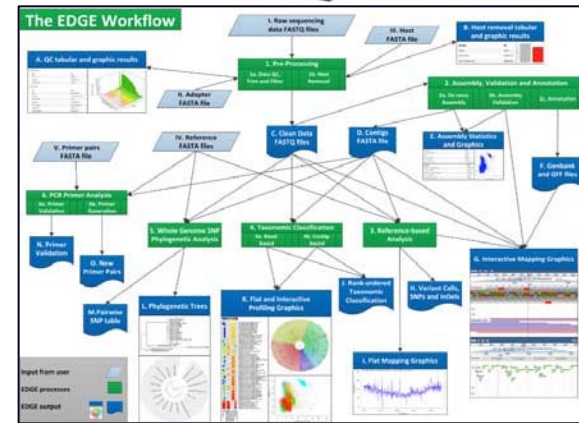 The EDGE Workflow
I. Raw sequencing
data FASTQ files
B. Host removal tabular
and graphic results
III. Host
FASTA file
A. QC tabular and graphic results
1. Pre-Processing
1a. Data QC,
Trim and Filter
1b. Host
Removal
II. Adapter
FASTA file
2. Assembly, Validation and Annotation
2a. De novo
Assembly
2b. Assembly
Validation
2c. Annotation
V. Primer pairs
FASTA file
IV. Reference
FASTA files
C. Clean Data
FASTQ files
D. Contigs
FASTA file
E. Assembly Statistics
and Graphics
F. Genbank
and GFF files
6. PCR Primer Analysis
6a. Primer
Validation
6b. Primer
Generation
5. Whole Genome SNP
Phylogenetic Analysis
4. Taxonomic Classification
4a. Read-
based
4b. Contig-
based
3. Reference-based
Analysis
G. Interactive Mapping Graphics
N. Primer
Validation
O. New
Primer Pairs
J. Rank-ordered
Taxonomic
Classification
H. Variant Calls,
SNPs and InDels
M. Pairwise
SNP table
L. Phylogenetic Trees
K. Flat and Interactive
Profiling Graphics
I. Flat Mapping Graphics
Input from user
EDGE processes
EDGE output